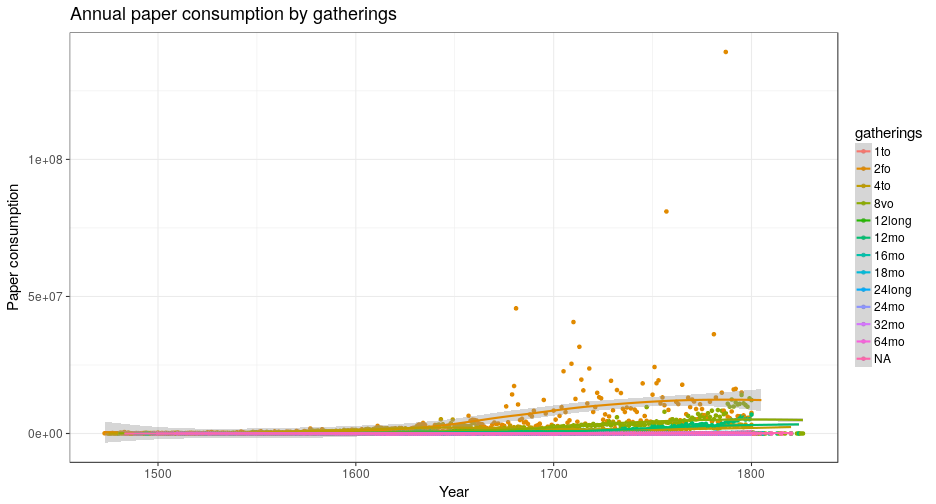 Annual paper consumption by gatherings
Paper consumption
1e+08
5e+07
0e+00
1500
1600
1700
1800
Year
gatherings
1to
2fo
4to
8vo
12long
12mo
16mo
18mo
24long
24mo
32mo
64mo
NA